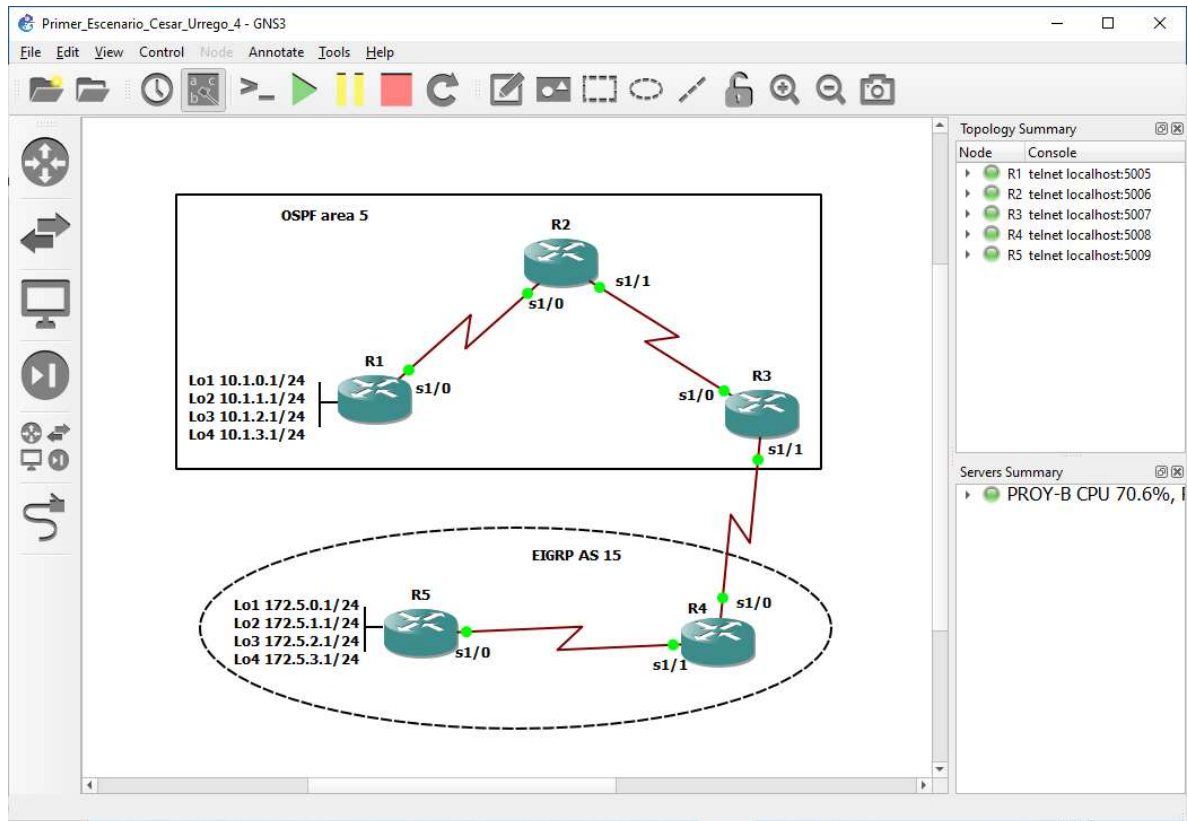 Primer_Escenario_Cesar_Urrego_4 - GNS3
File Edit View Control Node Annotate Tools Help
Topology Summary
Node Console
R1 telnet localhost:5005
R2 telnet localhost:5006
R3 telnet localhost:5007
R4 telnet localhost:5008
R5 telnet localhost:5009
Servers Summary
PROY-B CPU 70.6%,
OSPF area 5
R2
s1/1
s1/0
R1
s1/0
Lo1 10.1.0.1/24
Lo2 10.1.1.1/24
Lo3 10.1.2.1/24
Lo4 10.1.3.1/24
R3
s1/0
s1/1
EIGRP AS 15
R5
s1/0
Lo1 172.5.0.1/24
Lo2 172.5.1.1/24
Lo3 172.5.2.1/24
Lo4 172.5.3.1/24
R4
s1/0
s1/1